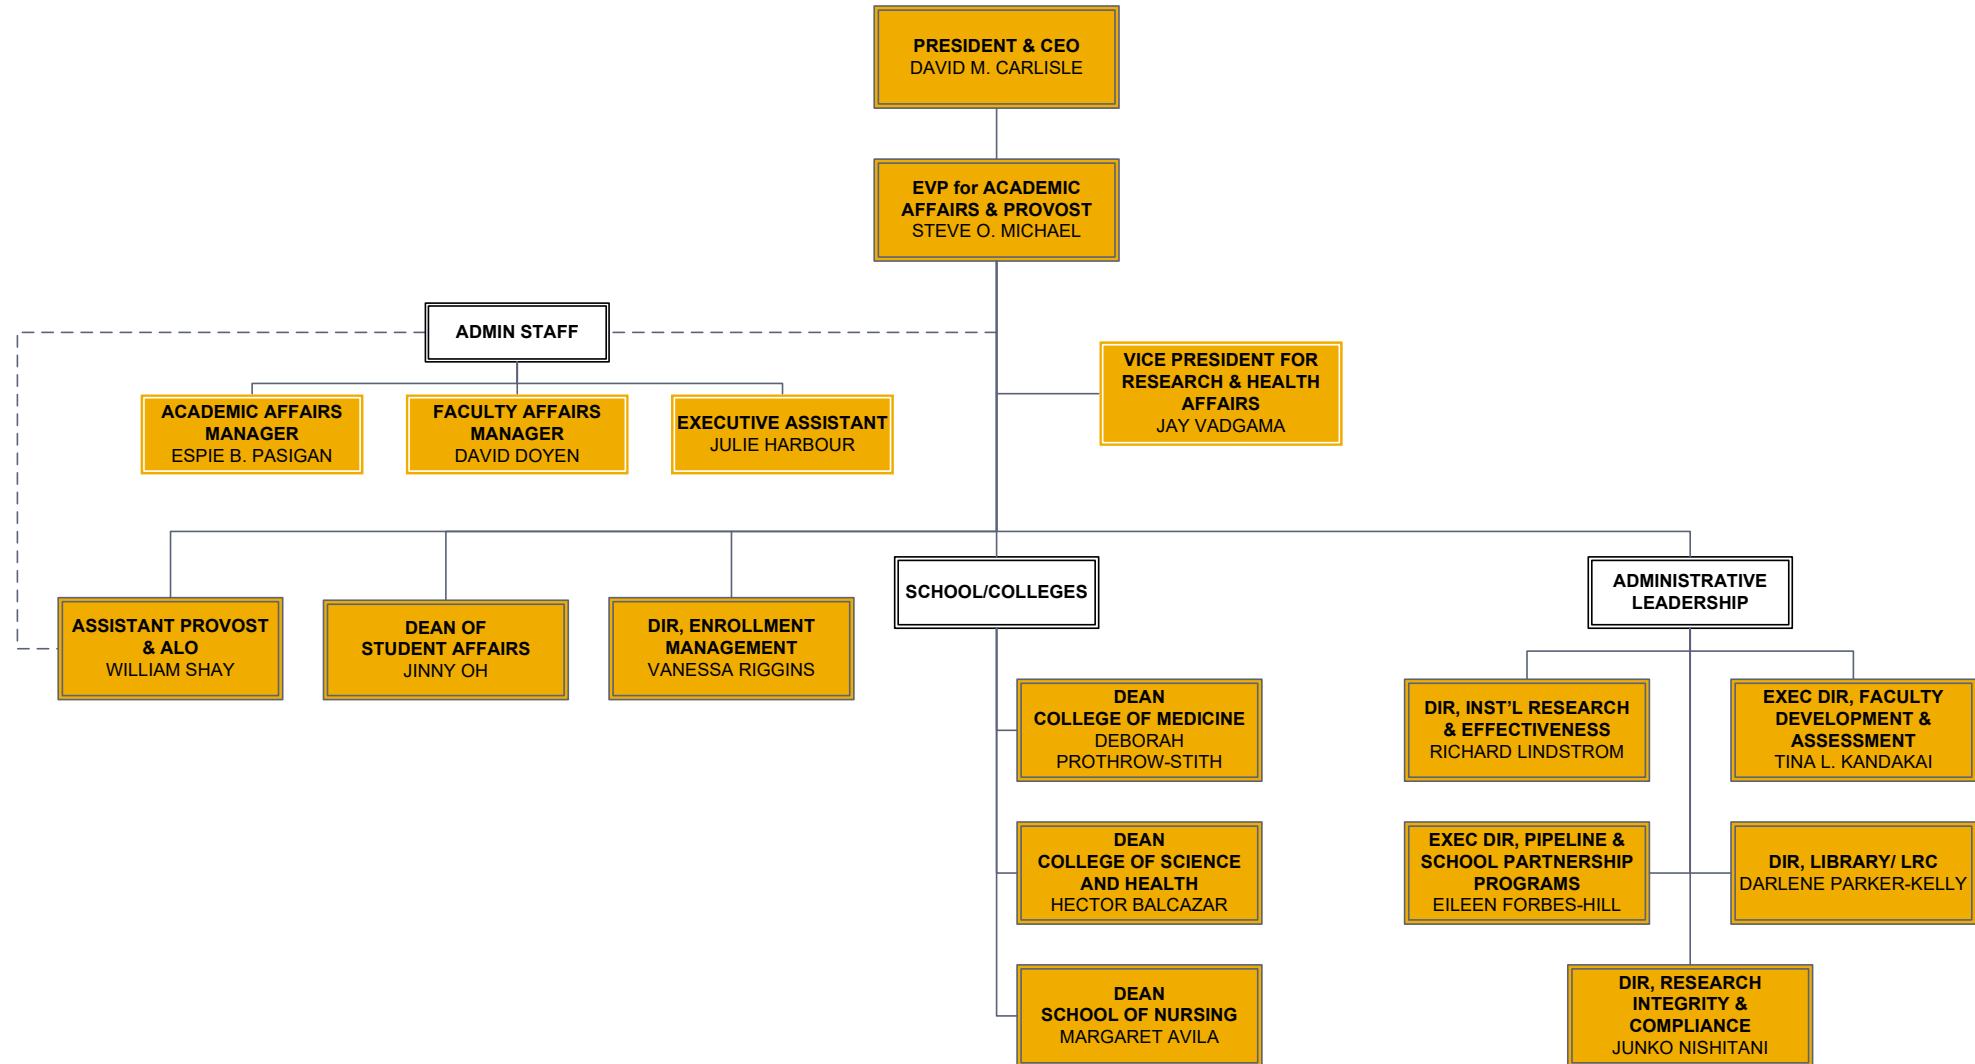 PRESIDENT & CEO
DAVID M. CARLISLE
EVP for ACADEMIC
AFFAIRS & PROVOST
STEVE O. MICHAEL
ADMIN STAFF
VICE PRESIDENT FOR
RESEARCH & HEALTH
AFFAIRS
JAY VADGAMA
ACADEMIC AFFAIRS
MANAGER
ESPIE B. PASIGAN
FACULTY AFFAIRS
MANAGER
DAVID DOYEN
EXECUTIVE ASSISTANT
JULIE HARBOUR
ASSISTANT PROVOST
& ALO
WILLIAM SHAY
DEAN OF
STUDENT AFFAIRS
JINNY OH
DIR, ENROLLMENT
MANAGEMENT
VANESSA RIGGINS
SCHOOL/COLLEGES
DEAN
COLLEGE OF MEDICINE
DEBORAH
PROTHROW-STITH
DEAN
COLLEGE OF SCIENCE
AND HEALTH
HECTOR BALCAZAR
DEAN
SCHOOL OF NURSING
MARGARET AVILA
ADMINISTRATIVE
LEADERSHIP
DIR, INST’L RESEARCH
& EFFECTIVENESS
RICHARD LINDSTROM
EXEC DIR, FACULTY
DEVELOPMENT &
ASSESSMENT
TINA L. KANDAKAI
EXEC DIR, PIPELINE &
SCHOOL PARTNERSHIP
PROGRAMS
EILEEN FORBES-HILL
DIR, LIBRARY/ LRC
DARLENE PARKER-KELLY
DIR, RESEARCH
INTEGRITY &
COMPLIANCE
JUNKO NISHITANI